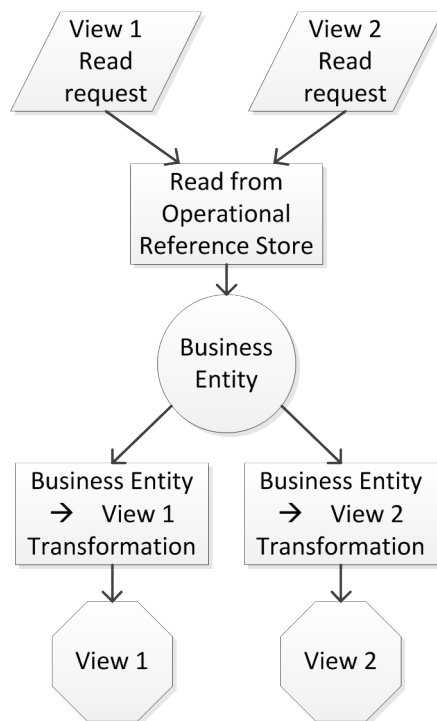 View 1
Read
request
View 2
Read
request
Read from
Operational
Reference Store
Business
Entity
Business Entity
→ View 1
Transformation
Business Entity
→ View 2
Transformation
View 1
View 2